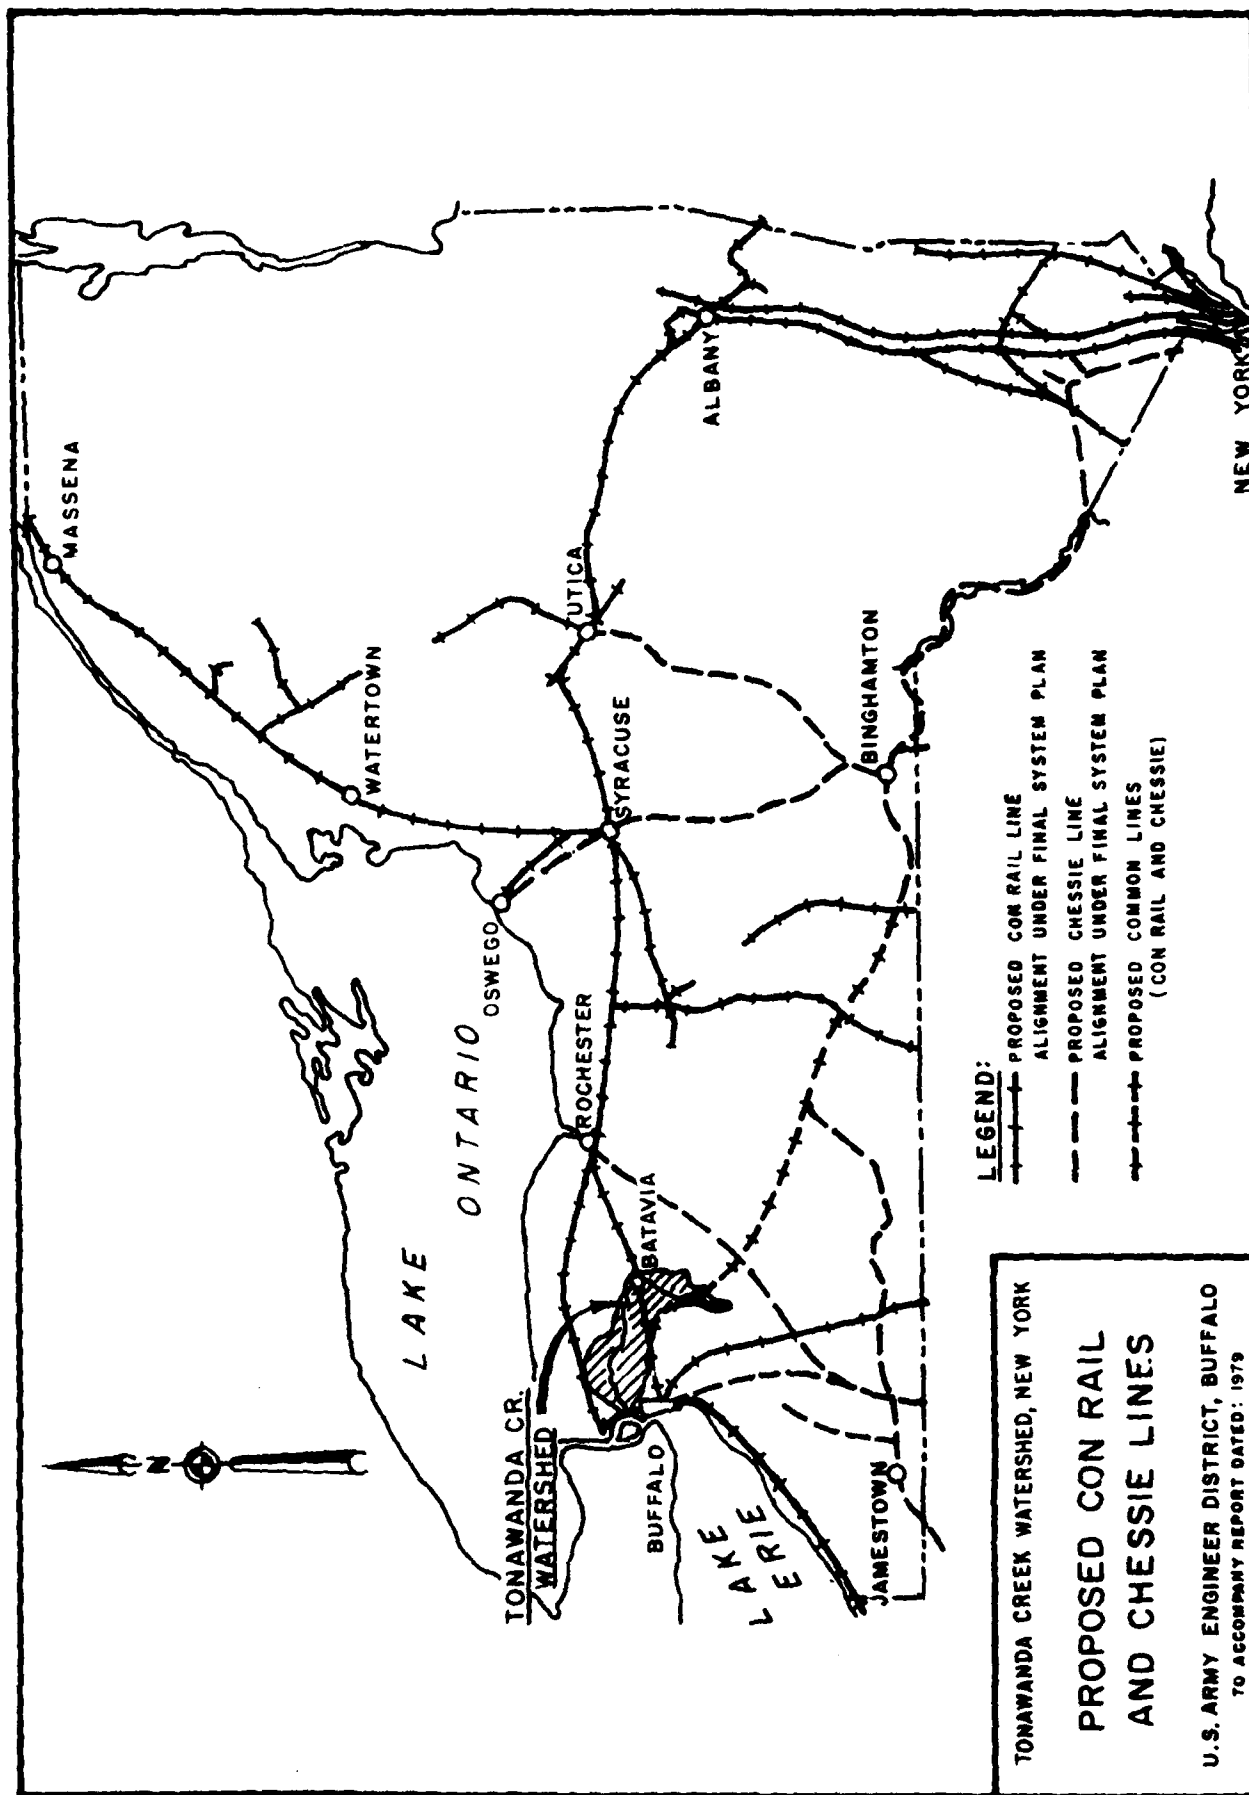 MASSENA
WATERTOWN
UTICA
ALBANY
SYRACUSE
OSWEGO
ROCHESTER
BATAVIA
BINGHAMTON
NEW YORK
LAKE
ONTARIO
N
TONAWANDA CR.
WATERSHED
BUFFALO
LAKE
ERIE
JAMESTOWN
LEGEND:
PROPOSED CON RAIL LINE
ALIGNMENT UNDER FINAL SYSTEM PLAN
PROPOSED CHESSIE LINE
ALIGNMENT UNDER FINAL SYSTEM PLAN
PROPOSED COMMON LINES
(CON RAIL AND CHESSIE)
TONAWANDA CREEK WATERSHED, NEW YORK
PROPOSED CON RAIL
AND CHESSIE LINES
U.S. ARMY ENGINEER DISTRICT, BUFFALO
TO ACCOMPANY REPORT DATED: 1979